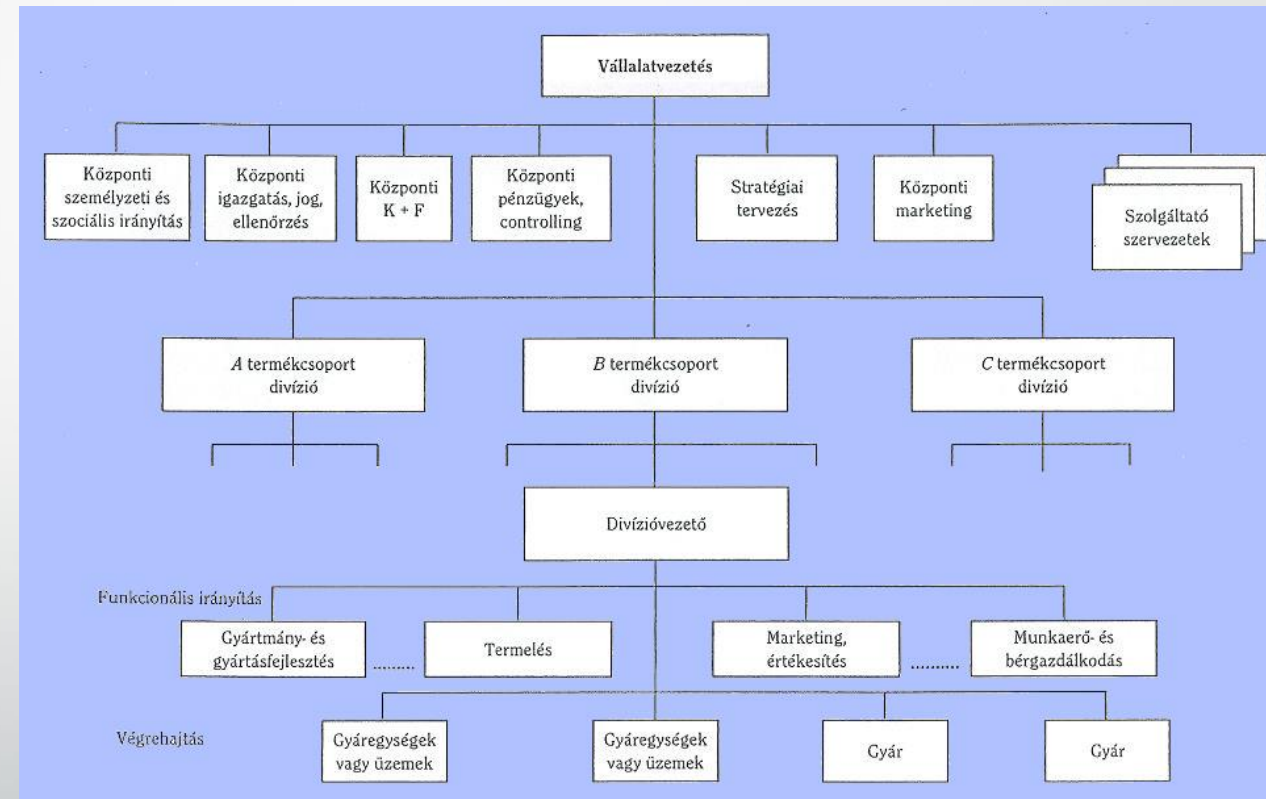 Vállalatvezetés
Központi
személyzeti és
szociális irányítás
Központi
igazgatás, jog,
ellenőrzés
Központi
K + F
Központi
pénzügyek,
controlling
Stratégiai
tervezés
Központi
marketing
Szolgáltató
szervezetek
A termékcsoport
divízió
B termékcsoport
divízió
C termékcsoport
divízió
Divízióvezető
Funkcionális irányítás
Gyártmány- és
gyártásfejlesztés
.........
Termelés
Marketing,
értékesítés
..........
Munkaerő- és
bérgazdálkodás
Végrehajtás
Gyáregységek
vagy üzemek
Gyáregységek
vagy üzemek
Gyár
Gyár